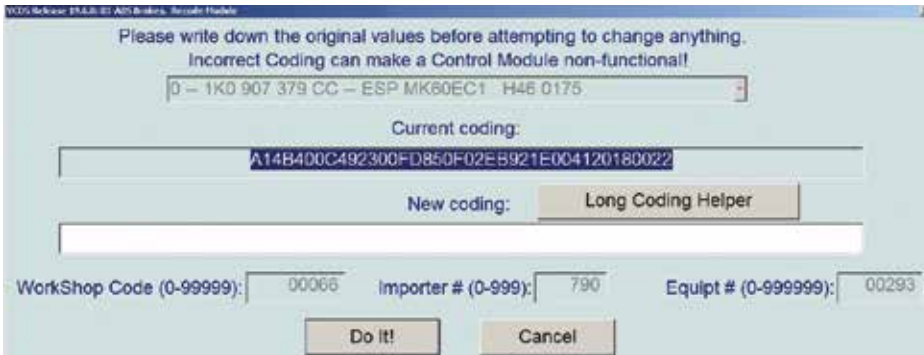 Please write down the original values before attempting to change anything.
Incorrect Coding can make a Control Module non-functional!
0 -- 1K0 907 379 CC -- ESP MK60EC1 H46 0175
Current coding:
A14B400C492300FD850F02EB921E004120180022
New coding: Long Coding Helper
WorkShop Code (0-99999): 00066 Importer # (0-999): 790 Equipt # (0-999999): 00293
Do It! Cancel